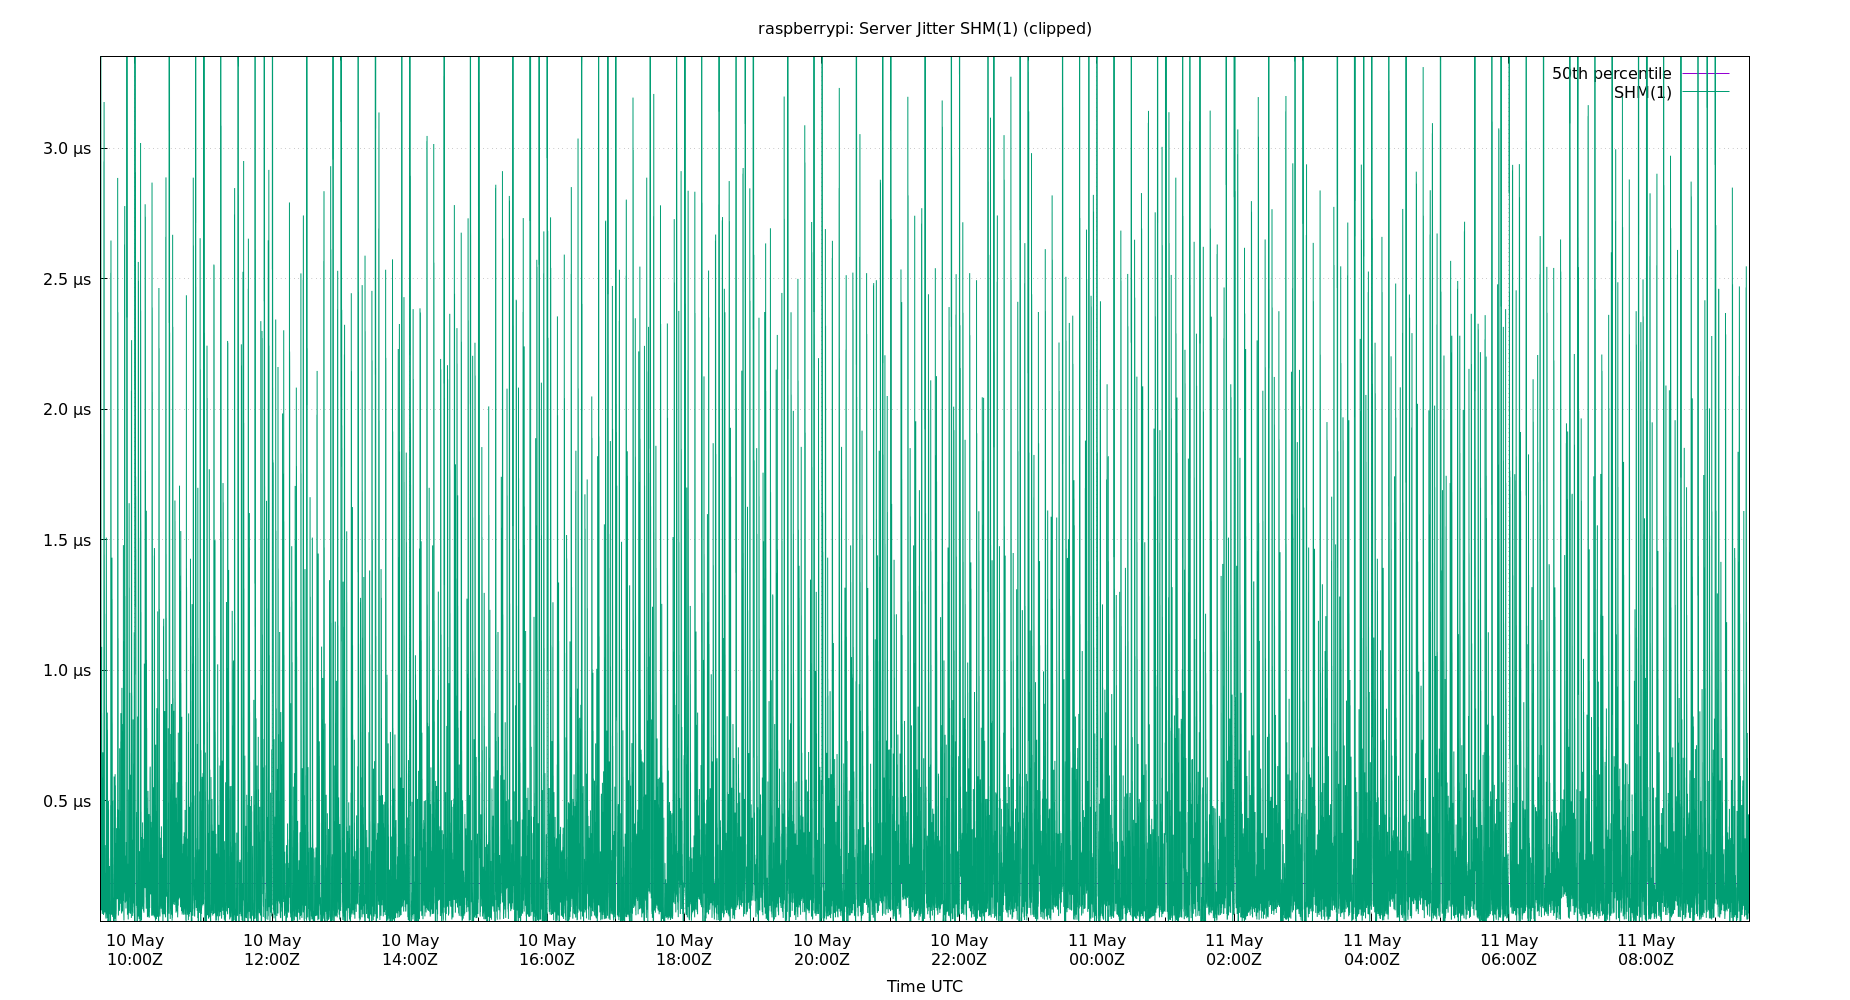 raspberrypi: Server Jitter SHM(1) (clipped)
50th percentile
SHM(1)
3.0 µs
2.5 µs
2.0 µs
1.5 µs
1.0 µs
0.5 µs
10 May 10 May 10 May 10 May 10 May 10 May 10 May 11 May 11 May 11 May 11 May 11 May
10:00Z 12:00Z 14:00Z 16:00Z 18:00Z 20:00Z 22:00Z 00:00Z 02:00Z 04:00Z 06:00Z 08:00Z
Time UTC